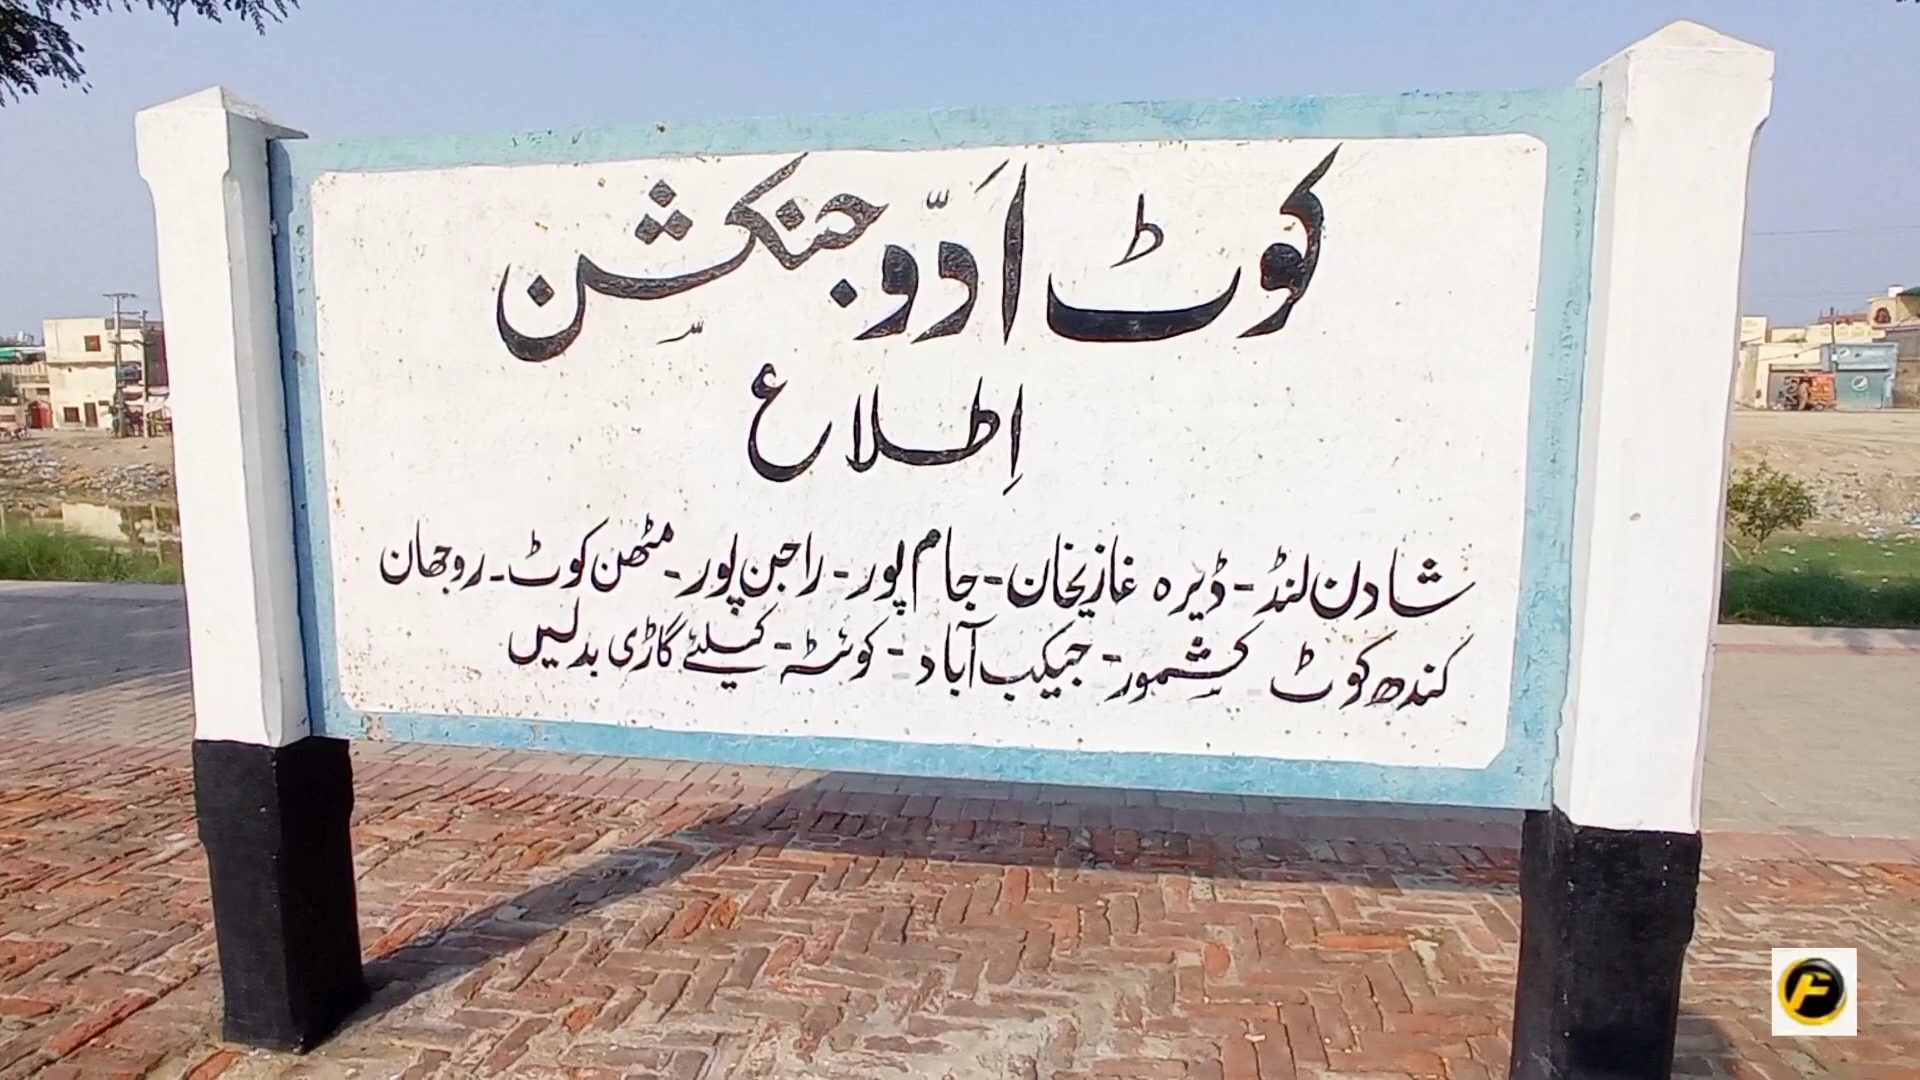 کوٹ اَدّو جنکشِن
اِطلاع
شادن لنڈ - ڈیرہ غازیخان - جام پور - راجن پور - مٹھن کوٹ - روجھان
کندھ کوٹ - کشمور - جیکب آباد - کوئٹہ - کیلئے گاڑی بدلیں